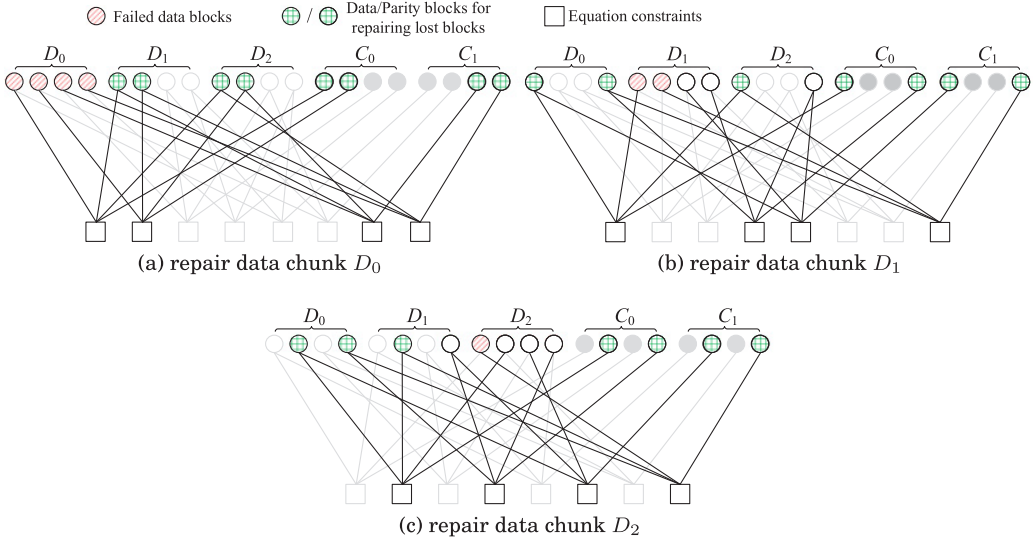 Failed data blocks
/
Data/Parity blocks for
repairing lost blocks
Equation constraints
D0 D1 D2 C0 C1
D0 D1 D2 C0 C1
(a) repair data chunk D0
(b) repair data chunk D1
D0 D1 D2 C0 C1
(c) repair data chunk D2